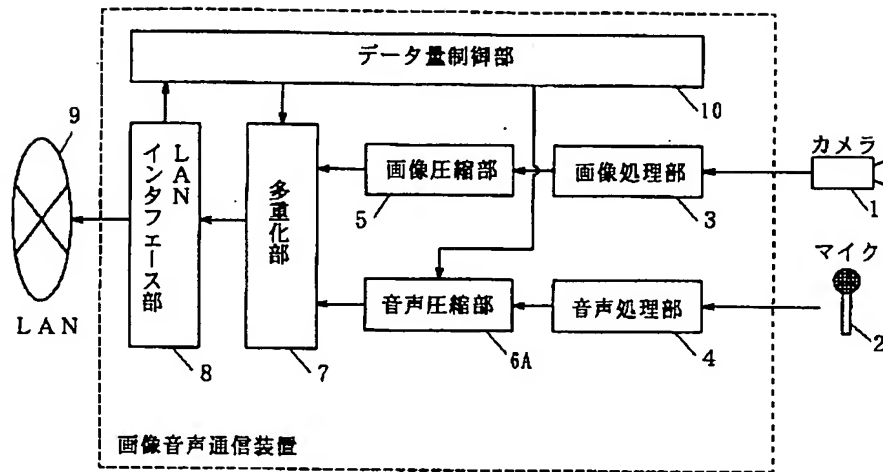 データ量制御部
10
9
LAN
インタフェース部
多重化部
画像圧縮部
画像処理部
カメラ
5
3
1
マイク
音声圧縮部
音声処理部
LAN
8
7
6A
4
2
画像音声通信装置